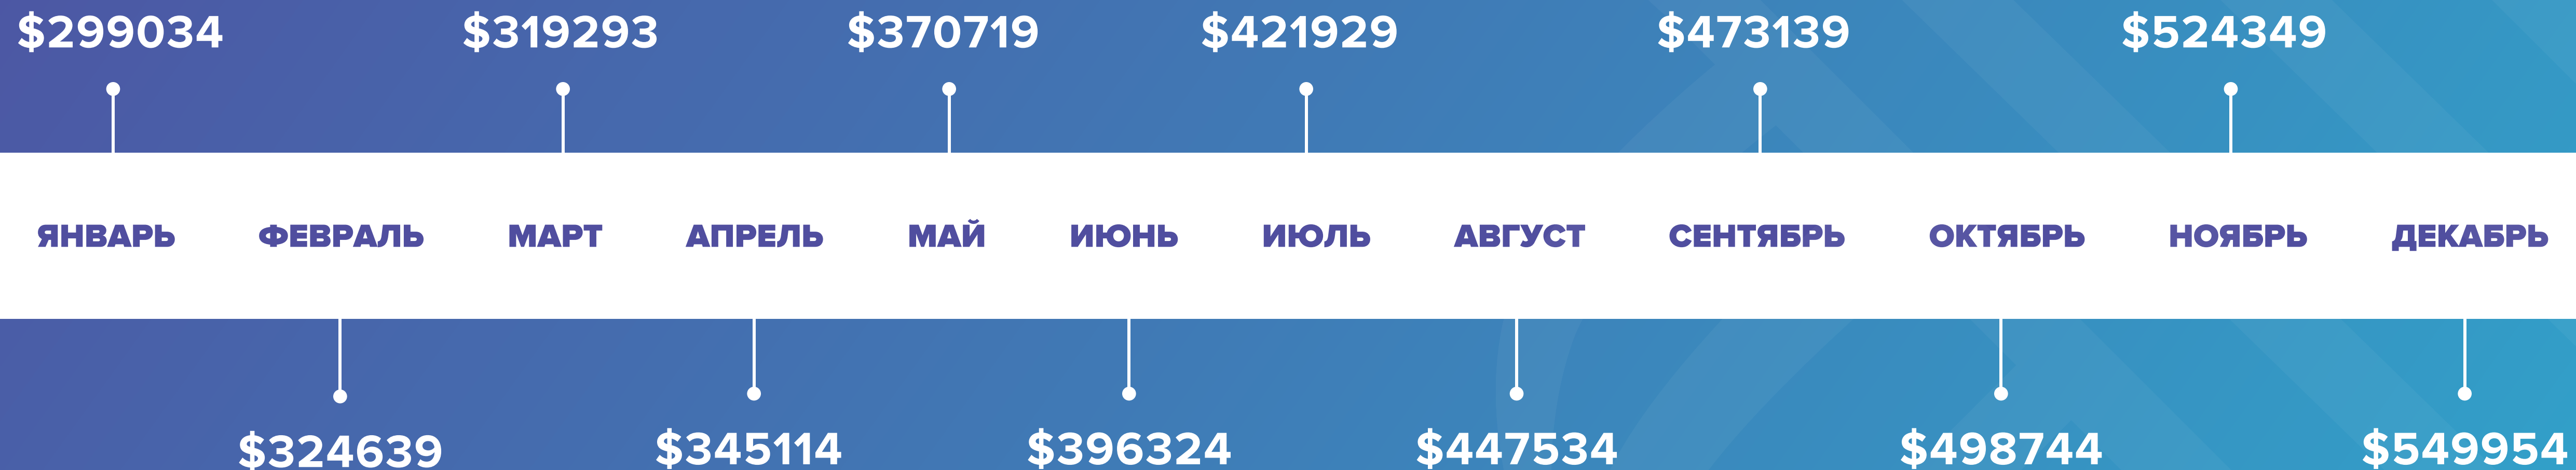 $299034 $319293 $370719 $421929 $473139 $524349
ЯНВАРЬ ФЕВРАЛЬ МАРТ АПРЕЛЬ МАЙ ИЮНЬ ИЮЛЬ АВГУСТ СЕНТЯБРЬ ОКТЯБРЬ НОЯБРЬ ДЕКАБРЬ
$324639 $345114 $396324 $447534 $498744 $549954